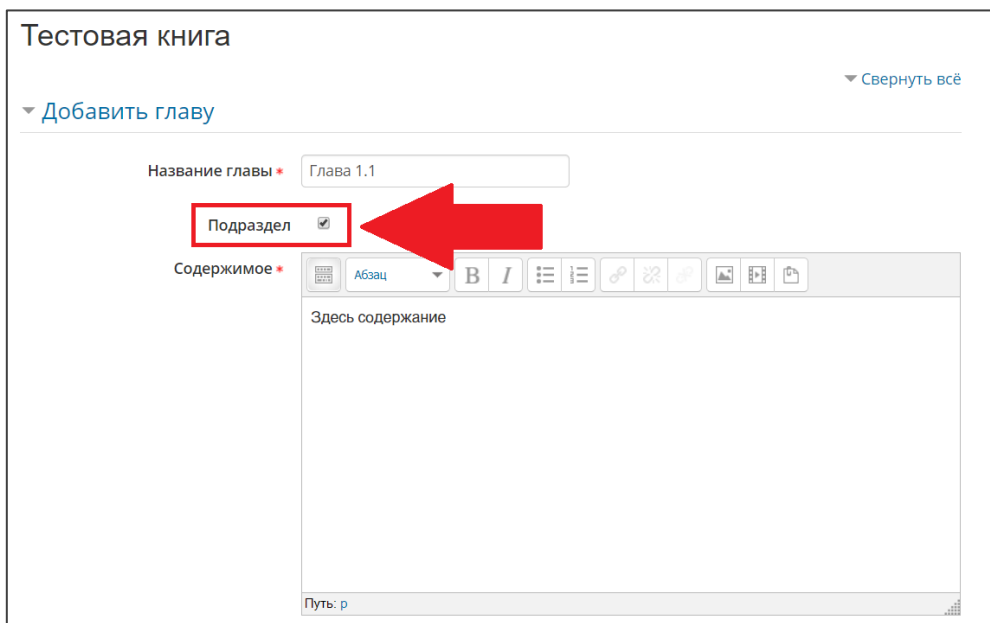 Тестовая книга
Свернуть всё
Добавить главу
Название главы * Глава 1.1
Подраздел
Содержимое * Абзац B I
Здесь содержание
Путь: p